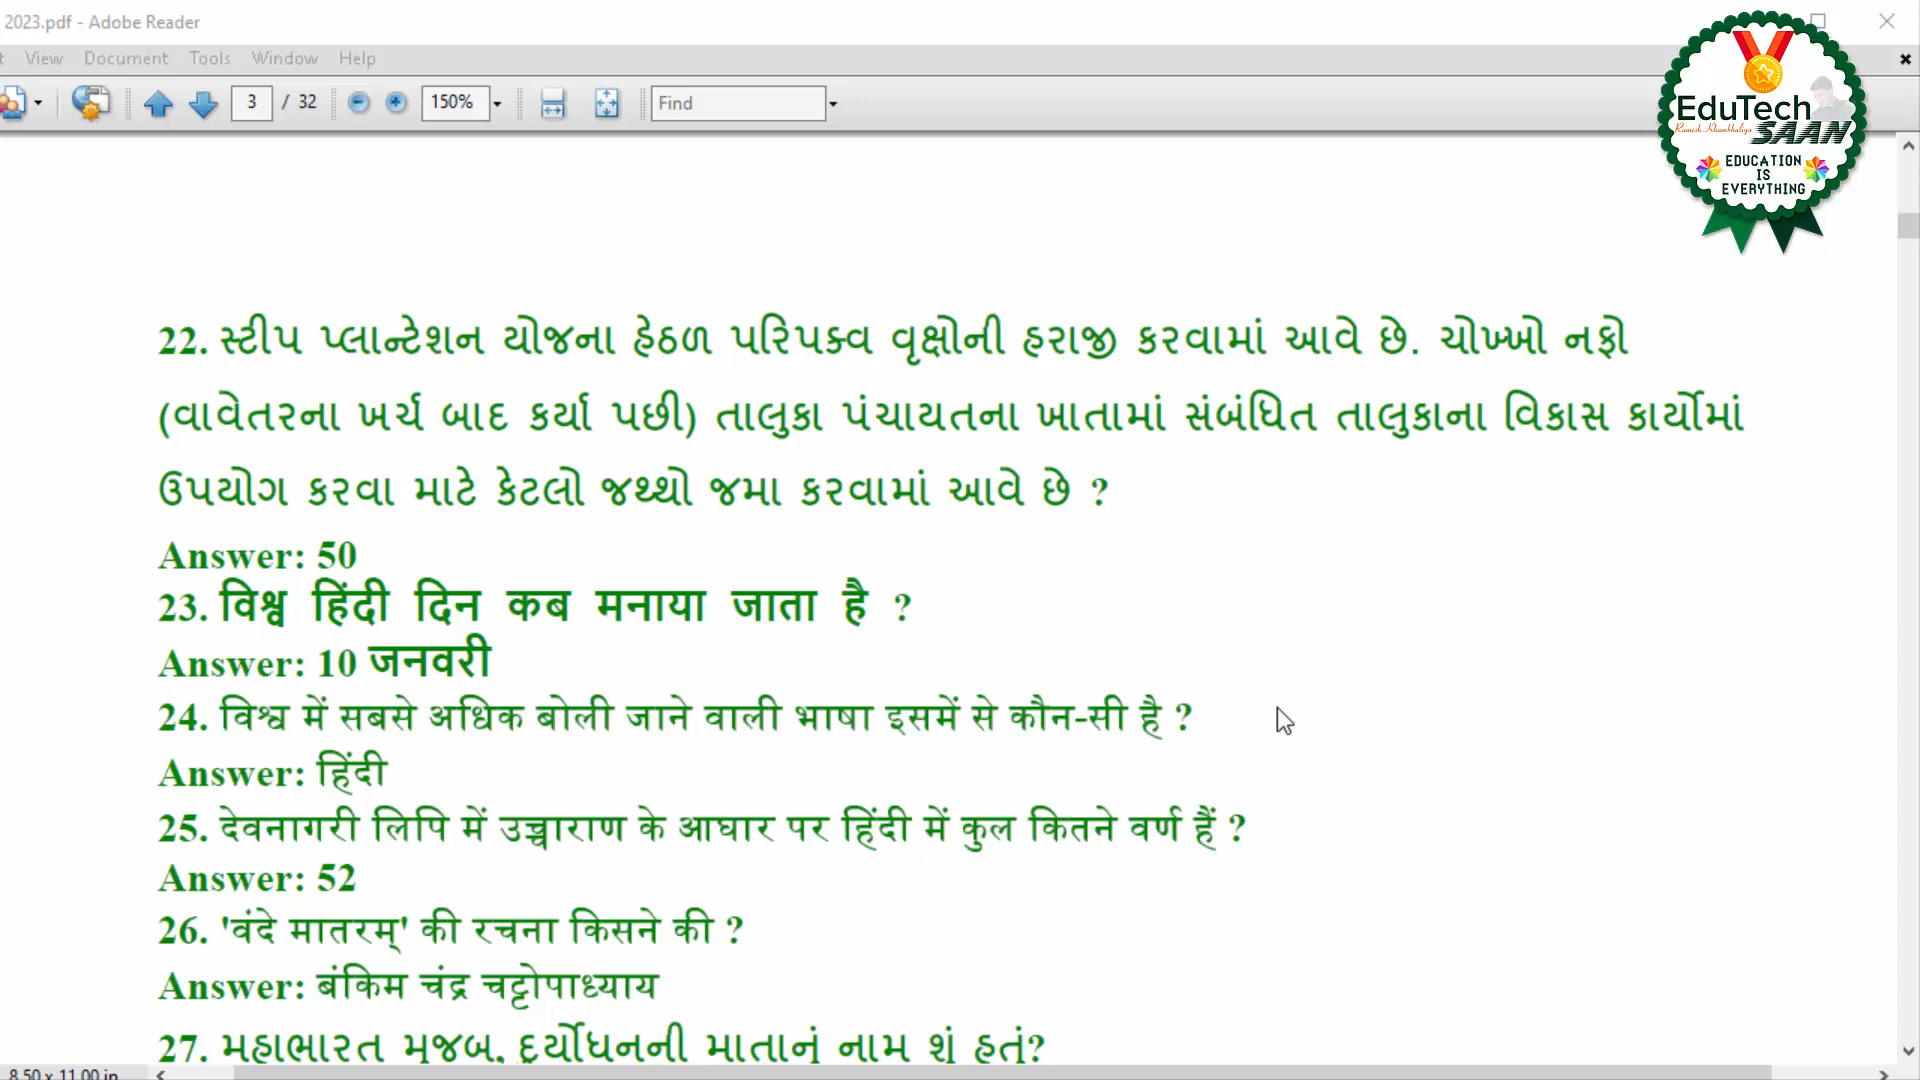 2023.pdf - Adobe Reader
View Document Tools Window Help
3 / 32 150% Find
EduTech
Ramesh Khambhaliya
SAAN
EDUCATION
IS
EVERYTHING
22. સ્ટીપ પ્લાન્ટેશન યોજના હેઠળ પરિપક્વ વૃક્ષોની હરાજી કરવામાં આવે છે. ચોખ્ખો નફો
(વાવેતરના ખર્ચ બાદ કર્યા પછી) તાલુકા પંચાયતના ખાતામાં સંબંધિત તાલુકાના વિકાસ કાર્યોમાં
ઉપયોગ કરવા માટે કેટલો જથ્થો જમા કરવામાં આવે છે ?
Answer: 50
23. विश्व हिंदी दिन कब मनाया जाता है ?
Answer: 10 जनवरी
24. विश्व में सबसे अधिक बोली जाने वाली भाषा इसमें से कौन-सी है ?
Answer: हिंदी
25. देवनागरी लिपि में उच्चाराण के आघार पर हिंदी में कुल कितने वर्ण हैं ?
Answer: 52
26. 'वंदे मातरम्' की रचना किसने की ?
Answer: बंकिम चंद्र चट्टोपाध्याय
27. મહાભારત મુજબ, દુર્યોધનની માતાનું નામ શું હતું?
8.50 x 11.00 in